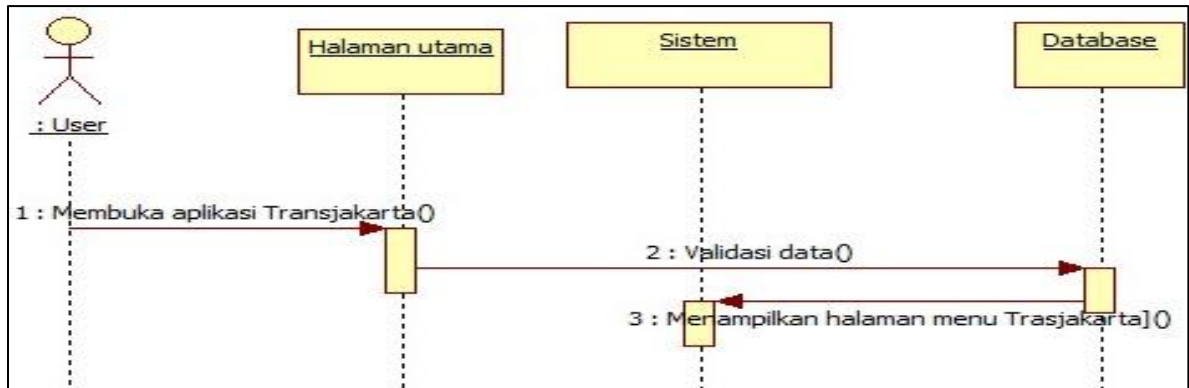 Halaman utama
Sistem
Database
: User
1 : Membuka aplikasi Transjakarta()
2 : Validasi data()
3 : Menampilkan halaman menu Trasjakarta]()